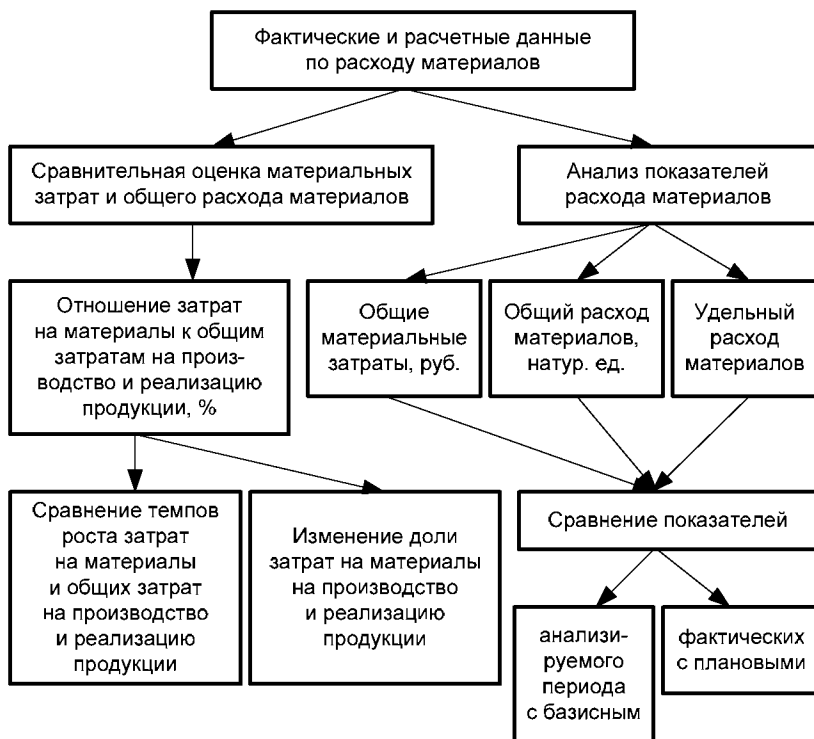 Фактические и расчетные данные
по расходу материалов
Сравнительная оценка материальных
затрат и общего расхода материалов
Анализ показателей
расхода материалов
Отношение затрат
на материалы к общим
затратам на произ-
водство и реализацию
продукции, %
Общие
материальные
затраты, руб.
Общий расход
материалов,
натур. ед.
Удельный
расход
материалов
Сравнение темпов
роста затрат
на материалы
и общих затрат
на производство
и реализацию
продукции
Изменение доли
затрат на материалы
на производство
и реализацию
продукции
Сравнение показателей
анализи-
руемого
периода
с базисным
фактических
с плановыми